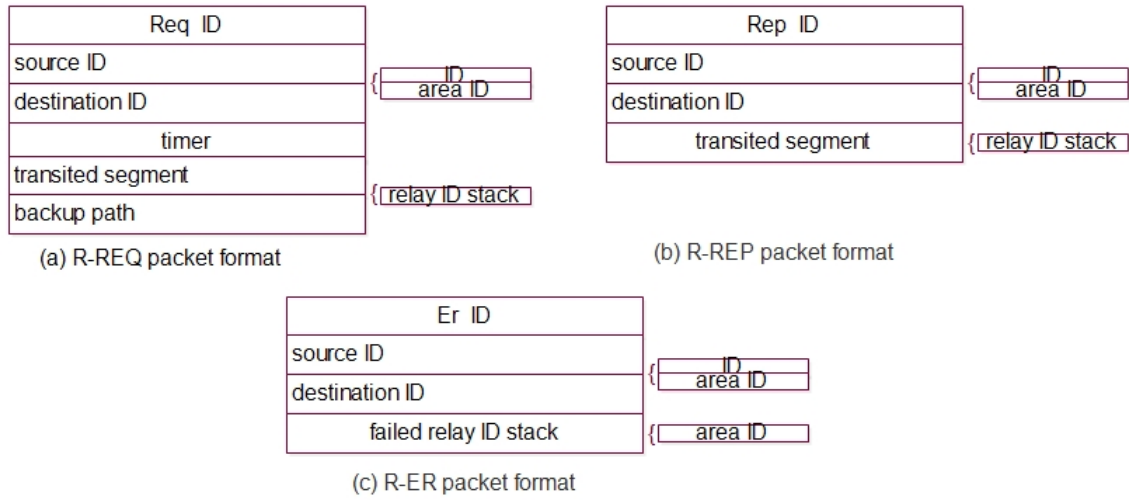 Req ID
source ID
destination ID
timer
transited segment
backup path
{ ID
area ID
{ relay ID stack
(a) R-REQ packet format
Rep ID
source ID
destination ID
transited segment
{ ID
area ID
{ relay ID stack
(b) R-REP packet format
Er ID
source ID
destination ID
failed relay ID stack
{ ID
area ID
{ area ID
(c) R-ER packet format